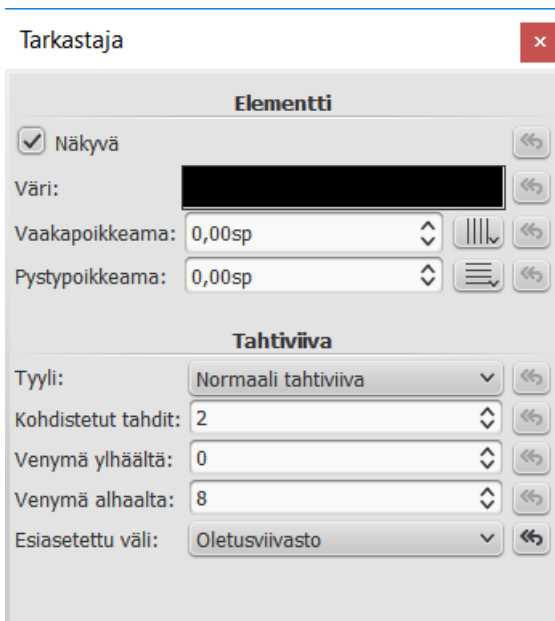 Tarkastaja
Elementti
Näkyvä
Väri:
Vaakapoikkeama: 0,00sp
Pystypoikkeama: 0,00sp
Tahtiviiva
Tyyli: Normaali tahtiviiva
Kohdistetut tahdit: 2
Venymä ylhäältä: 0
Venymä alhaalta: 8
Esiasetettu väli: Oletusviivasto